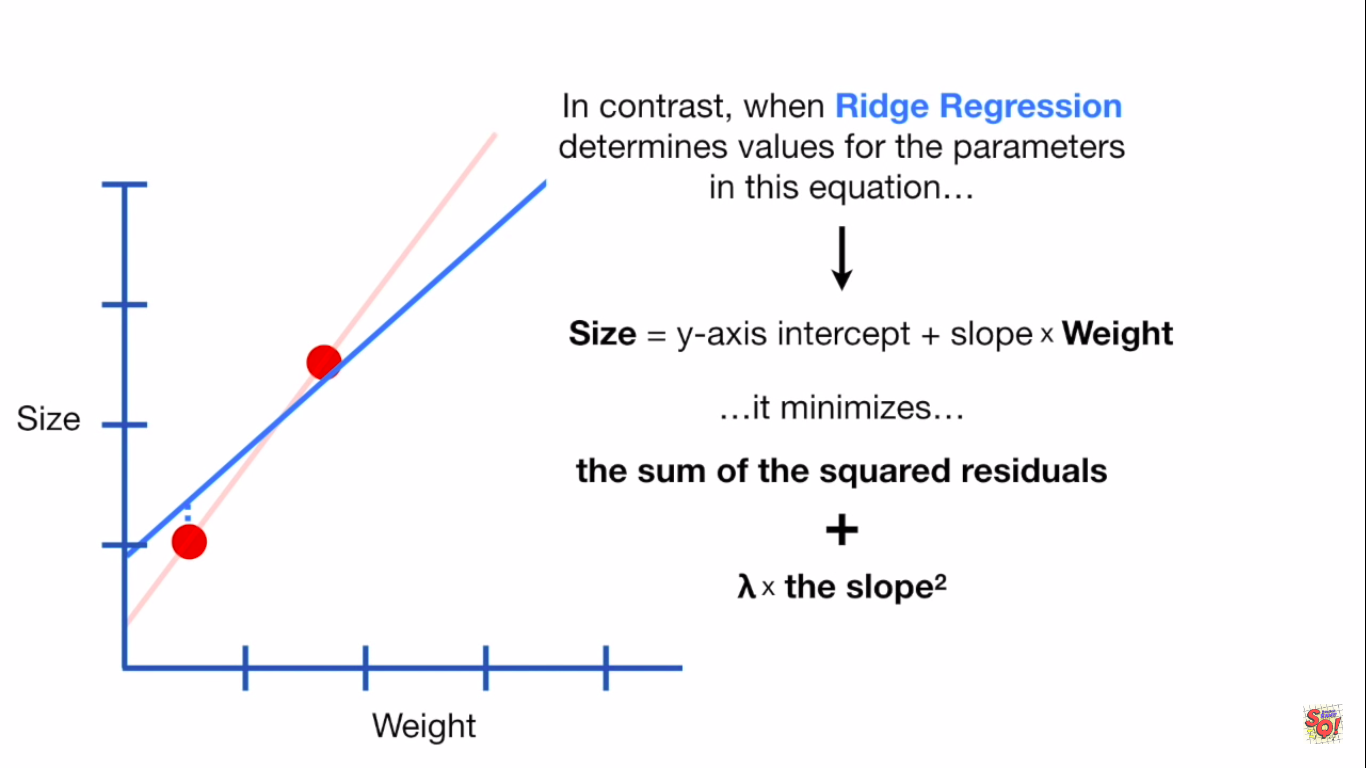 In contrast, when Ridge Regression
determines values for the parameters
in this equation…
Size = y-axis intercept + slope x Weight
…it minimizes…
the sum of the squared residuals
+
λ x the slope²
Size
Weight
SQ!